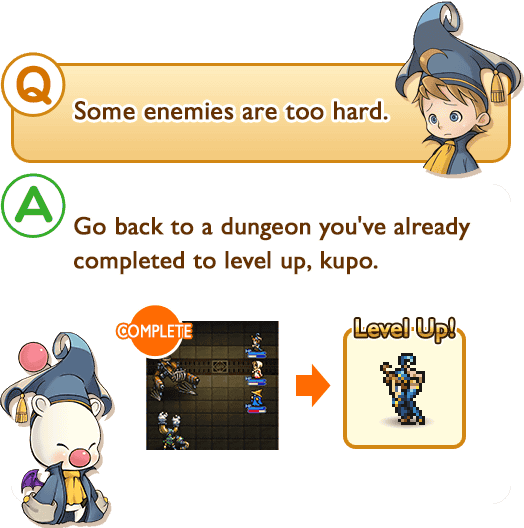 Q
Some enemies are too hard.
A
Go back to a dungeon you've already
completed to level up, kupo.
COMPLETE
Level Up!